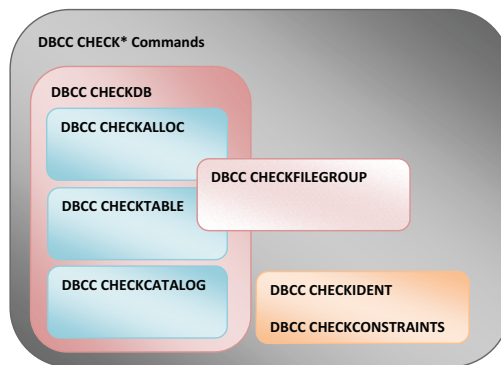 DBCC CHECK* Commands
DBCC CHECKDB
DBCC CHECKALLOC
DBCC CHECKFILEGROUP
DBCC CHECKTABLE
DBCC CHECKCATALOG
DBCC CHECKIDENT
DBCC CHECKCONSTRAINTS